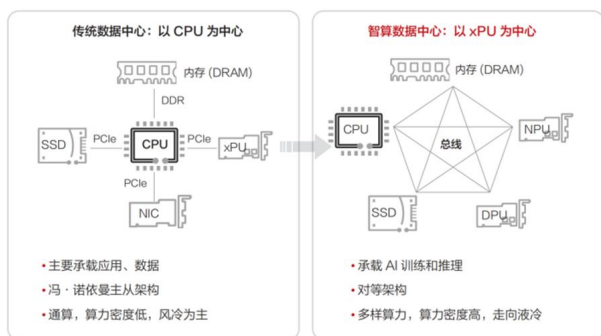 传统数据中心：以 CPU 为中心
内存 (DRAM)
DDR
SSD
PCIe
CPU
PCIe
xPU
PCIe
NIC
•主要承载应用、数据
•冯·诺依曼主从架构
•通算，算力密度低，风冷为主
智算数据中心：以 xPU 为中心
内存 (DRAM)
CPU
NPU
总线
SSD
DPU
•承载 AI 训练和推理
•对等架构
•多样算力，算力密度高，走向液冷